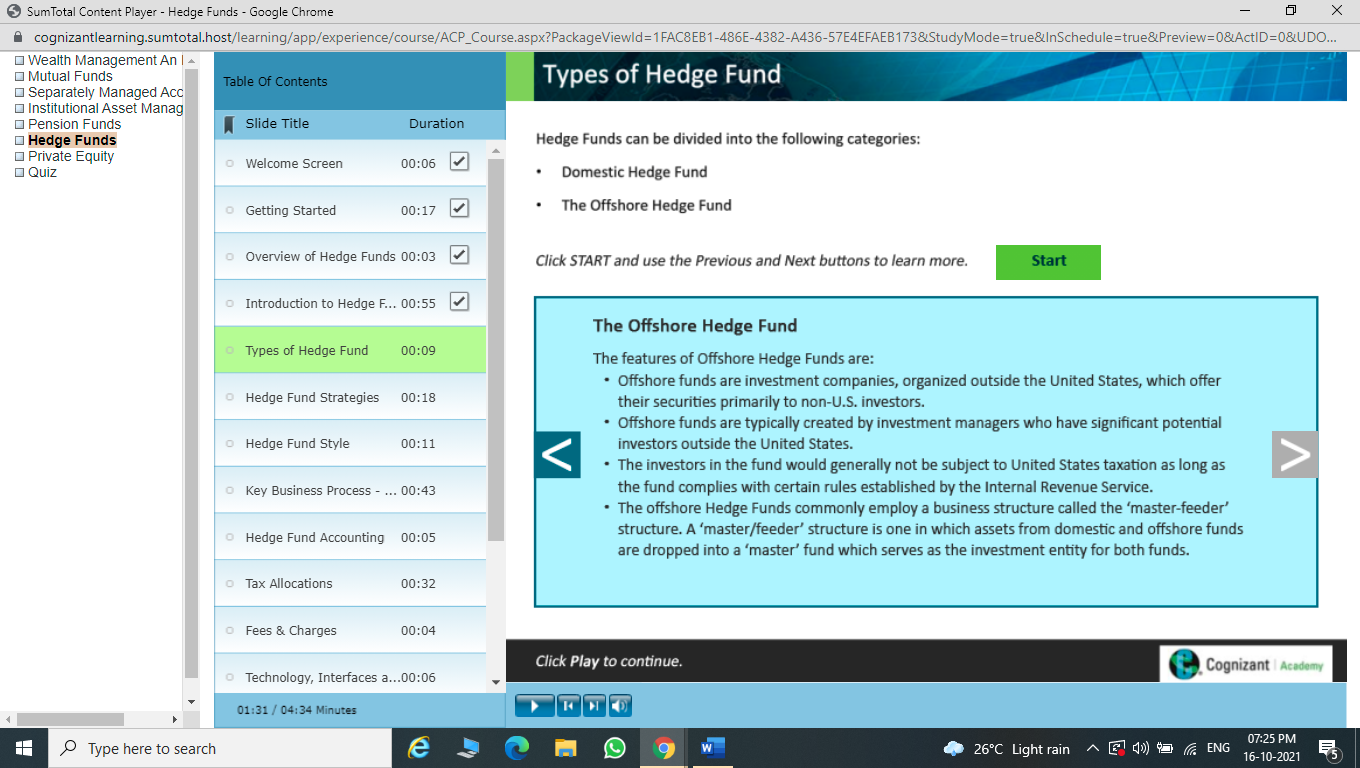 SumTotal Content Player - Hedge Funds - Google Chrome
cognizantlearning.sumtotal.host/learning/app/experience/course/ACP_Course.aspx?PackageViewId=1FAC8EB1-486E-4382-A436-57E4EFAEB173&StudyMode=true&InSchedule=true&Preview=0&ActID=0&UDO...
Wealth Management An
Mutual Funds
Separately Managed Acc
Institutional Asset Manag
Pension Funds
Hedge Funds
Private Equity
Quiz
Table Of Contents
Slide Title Duration
Welcome Screen 00:06
Getting Started 00:17
Overview of Hedge Funds 00:03
Introduction to Hedge F... 00:55
Types of Hedge Fund 00:09
Hedge Fund Strategies 00:18
Hedge Fund Style 00:11
Key Business Process - ... 00:43
Hedge Fund Accounting 00:05
Tax Allocations 00:32
Fees & Charges 00:04
Technology, Interfaces a...00:06
01:31 / 04:34 Minutes
Types of Hedge Fund
Hedge Funds can be divided into the following categories:
• Domestic Hedge Fund
• The Offshore Hedge Fund
Click START and use the Previous and Next buttons to learn more.
Start
The Offshore Hedge Fund
The features of Offshore Hedge Funds are:
• Offshore funds are investment companies, organized outside the United States, which offer
their securities primarily to non-U.S. investors.
• Offshore funds are typically created by investment managers who have significant potential
investors outside the United States.
• The investors in the fund would generally not be subject to United States taxation as long as
the fund complies with certain rules established by the Internal Revenue Service.
• The offshore Hedge Funds commonly employ a business structure called the ‘master-feeder’
structure. A ‘master/feeder’ structure is one in which assets from domestic and offshore funds
are dropped into a ‘master’ fund which serves as the investment entity for both funds.
<
>
Click Play to continue.
Cognizant | Academy
Type here to search
26°C Light rain
ENG
07:25 PM
16-10-2021
5